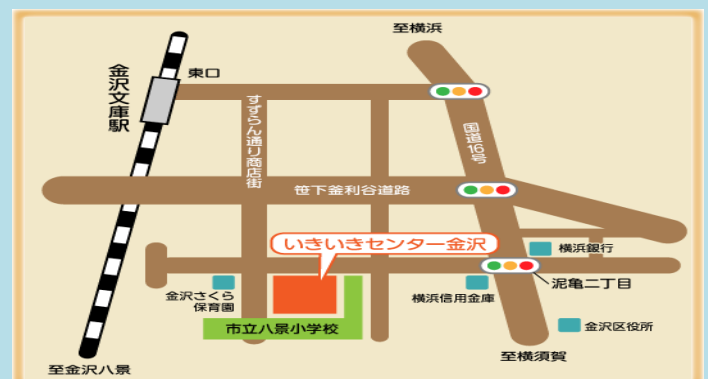 至横浜
東口
金沢文庫駅
すずらん通り商店街
国道16号
笹下釜利谷道路
いきいきセンター金沢
横浜銀行
泥亀二丁目
金沢さくら
保育園
横浜信用金庫
市立八景小学校
金沢区役所
至横須賀
至金沢八景